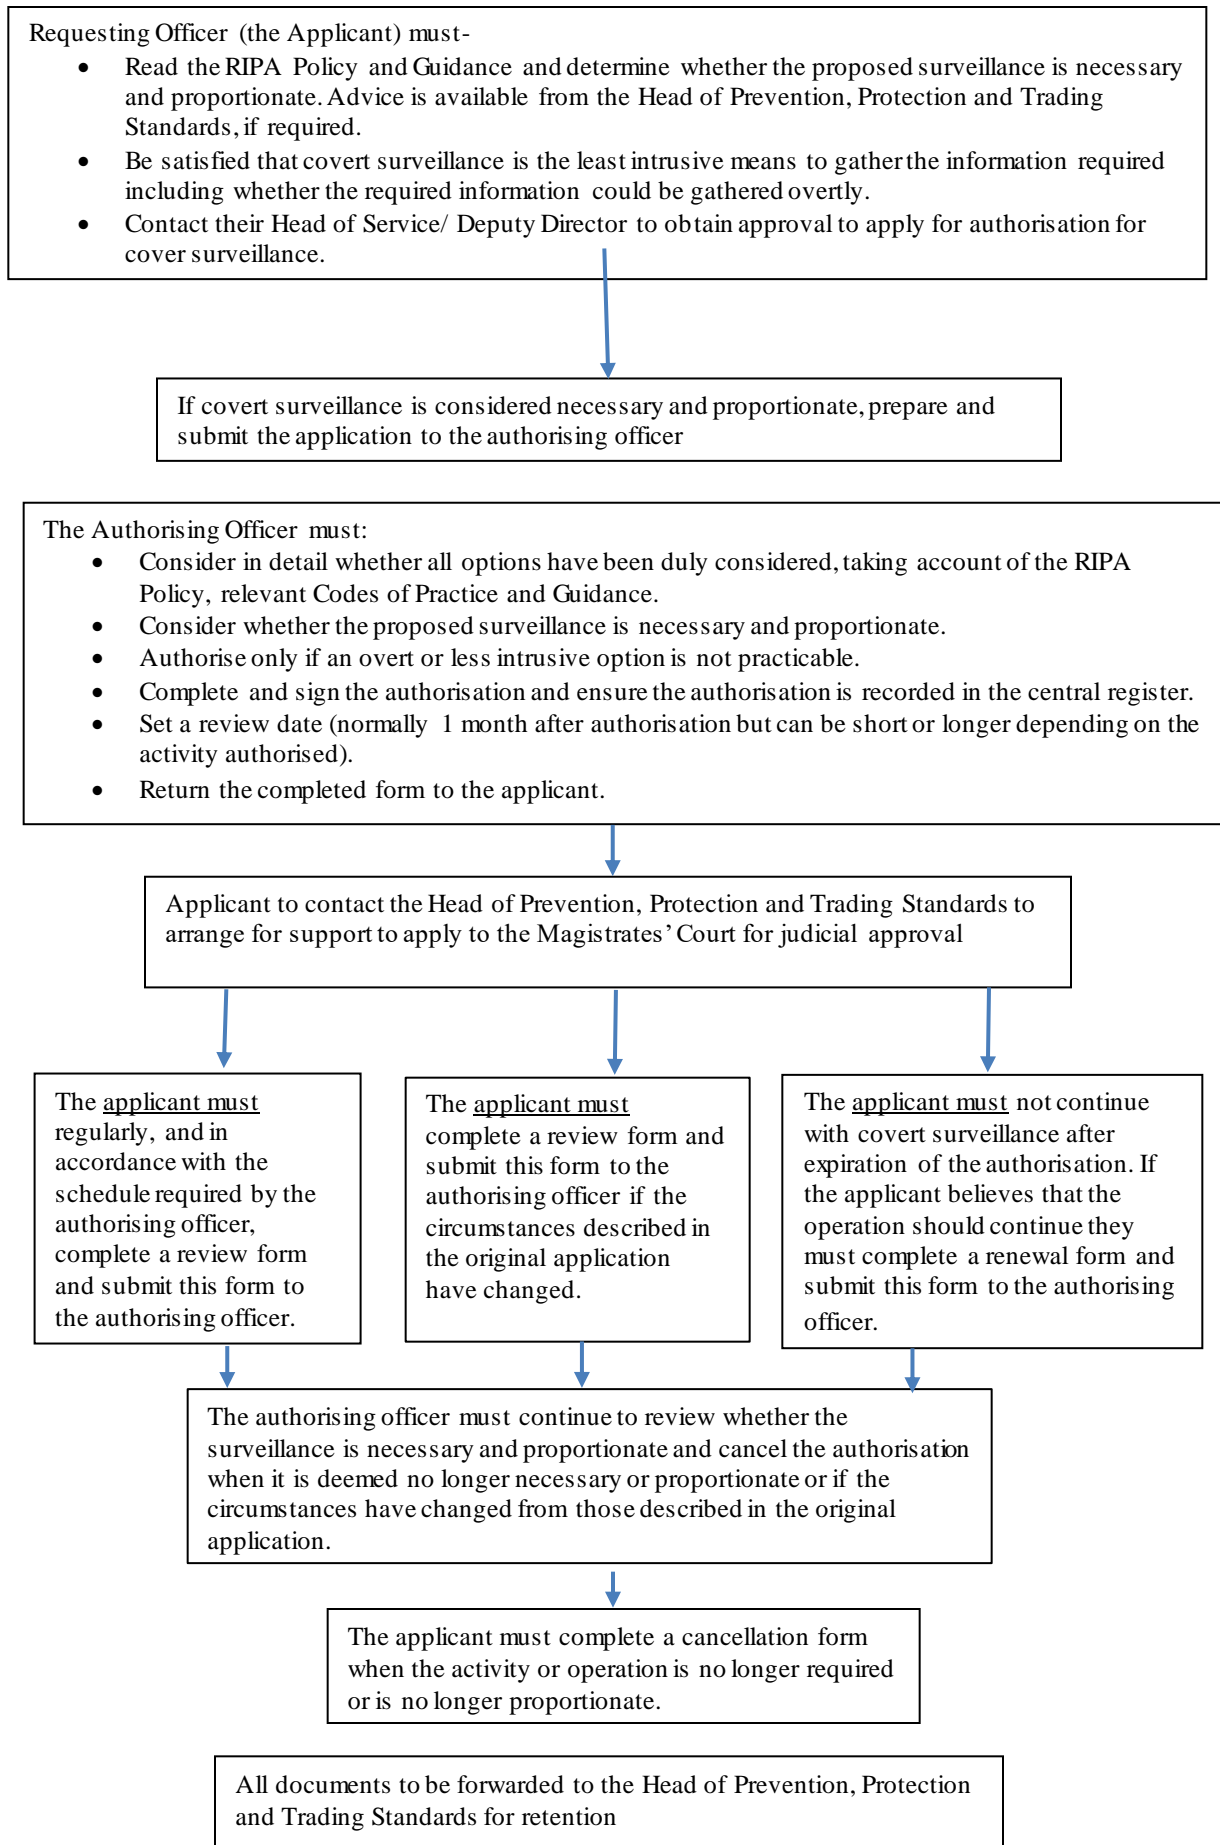 Requesting Officer (the Applicant) must-
• Read the RIPA Policy and Guidance and determine whether the proposed surveillance is necessary
and proportionate. Advice is available from the Head of Prevention, Protection and Trading
Standards, if required.
• Be satisfied that covert surveillance is the least intrusive means to gather the information required
including whether the required information could be gathered overtly.
• Contact their Head of Service/ Deputy Director to obtain approval to apply for authorisation for
cover surveillance.
If covert surveillance is considered necessary and proportionate, prepare and
submit the application to the authorising officer
The Authorising Officer must:
• Consider in detail whether all options have been duly considered, taking account of the RIPA
Policy, relevant Codes of Practice and Guidance.
• Consider whether the proposed surveillance is necessary and proportionate.
• Authorise only if an overt or less intrusive option is not practicable.
• Complete and sign the authorisation and ensure the authorisation is recorded in the central register.
• Set a review date (normally 1 month after authorisation but can be short or longer depending on the
activity authorised).
• Return the completed form to the applicant.
Applicant to contact the Head of Prevention, Protection and Trading Standards to
arrange for support to apply to the Magistrates’ Court for judicial approval
The applicant must
regularly, and in
accordance with the
schedule required by the
authorising officer,
complete a review form
and submit this form to
the authorising officer.
The applicant must
complete a review form and
submit this form to the
authorising officer if the
circumstances described in
the original application
have changed.
The applicant must not continue
with covert surveillance after
expiration of the authorisation. If
the applicant believes that the
operation should continue they
must complete a renewal form and
submit this form to the authorising
officer.
The authorising officer must continue to review whether the
surveillance is necessary and proportionate and cancel the authorisation
when it is deemed no longer necessary or proportionate or if the
circumstances have changed from those described in the original
application.
The applicant must complete a cancellation form
when the activity or operation is no longer required
or is no longer proportionate.
All documents to be forwarded to the Head of Prevention, Protection
and Trading Standards for retention